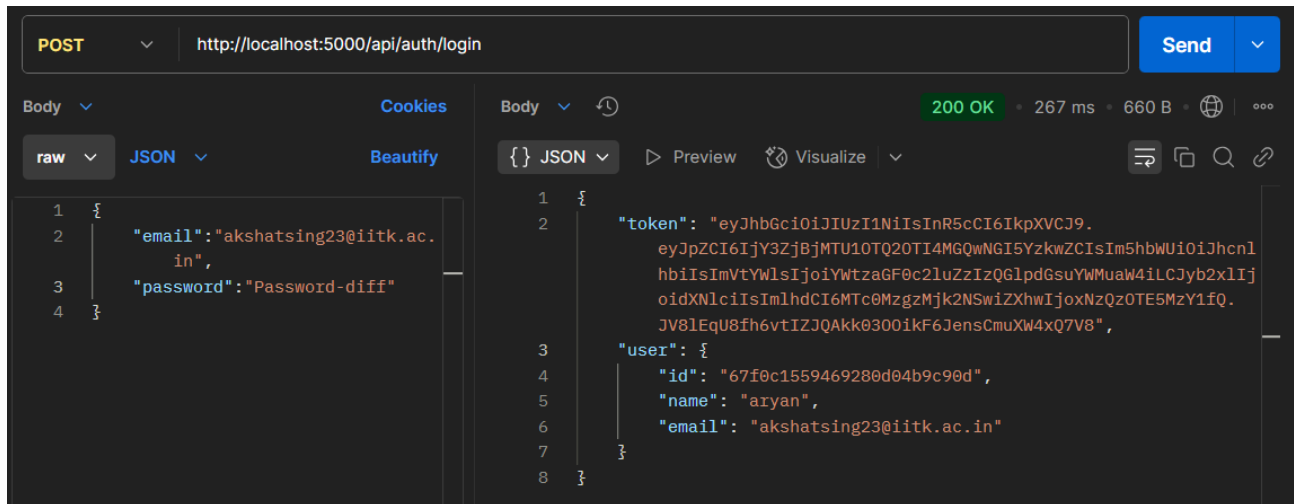 POST http://localhost:5000/api/auth/login Send
Body Cookies
raw JSON Beautify
1 {
2 "email":"akshatsing23@iitk.ac.
in",
3 "password":"Password-diff"
4 }
Body 200 OK • 267 ms • 660 B
{} JSON Preview Visualize
1 {
2 "token": "eyJhbGciOiJIUzI1NiIsInR5cCI6IkpXVCJ9.
eyJpZCI6IjY3ZjBjMTU1OTQ2OTI4MGQwNGI5YzkwZCIsIm5hbWUiOiJhcnl
hbiIsImVtYWlsIjoiYWtzaGF0c2luZzIzQGlpdGsuYWMuaW4iLCJyb2xlIj
oidXNlciIsImlhdCI6MTc0MzgzMjk2NSwiZXhwIjoxNzQzOTE5MzY1fQ.
JV8lEqU8fh6vtIZJQAkk03OOikF6JensCmuXW4xQ7V8",
3 "user": {
4 "id": "67f0c1559469280d04b9c90d",
5 "name": "aryan",
6 "email": "akshatsing23@iitk.ac.in"
7 }
8 }